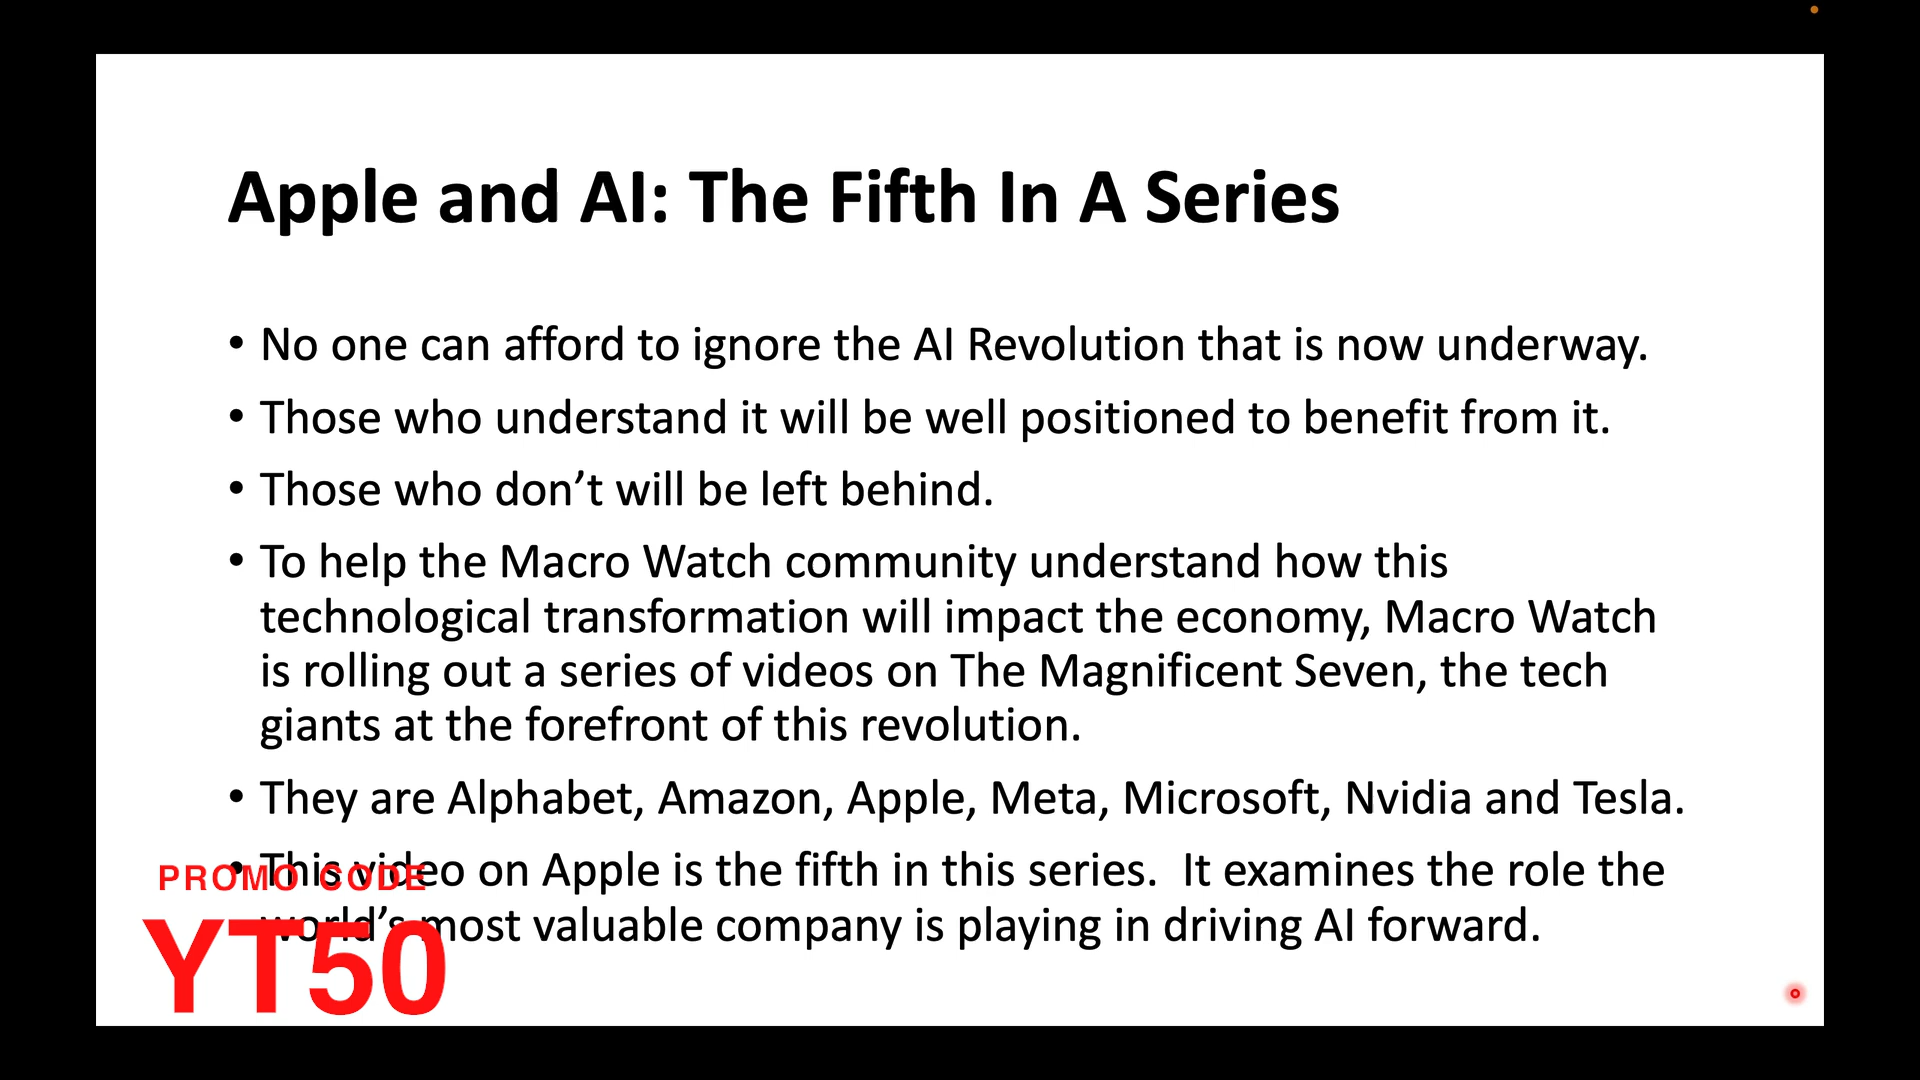 Apple and AI: The Fifth In A Series
• No one can afford to ignore the AI Revolution that is now underway.
• Those who understand it will be well positioned to benefit from it.
• Those who don’t will be left behind.
• To help the Macro Watch community understand how this
technological transformation will impact the economy, Macro Watch
is rolling out a series of videos on The Magnificent Seven, the tech
giants at the forefront of this revolution.
• They are Alphabet, Amazon, Apple, Meta, Microsoft, Nvidia and Tesla.
• This video on Apple is the fifth in this series.  It examines the role the
world’s most valuable company is playing in driving AI forward.
PROMO CODE
YT50